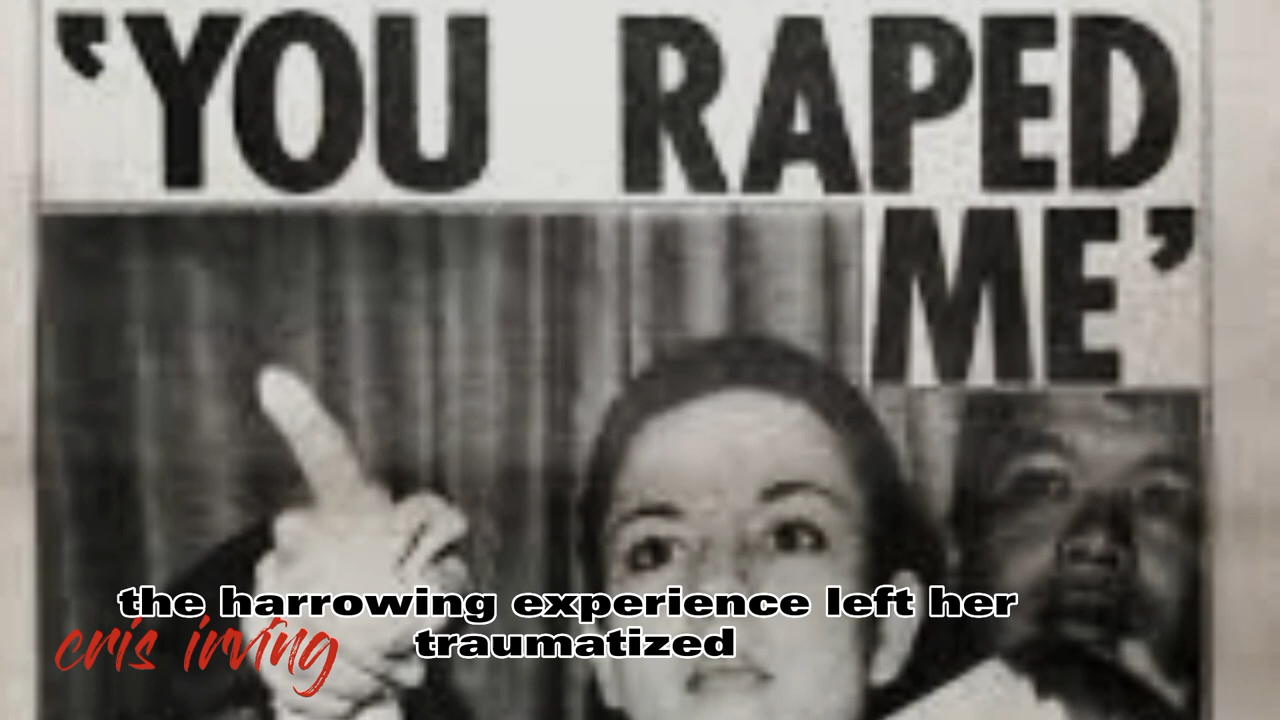 ‘YOU RAPED
ME’
the harrowing experience left her
cris irving traumatized